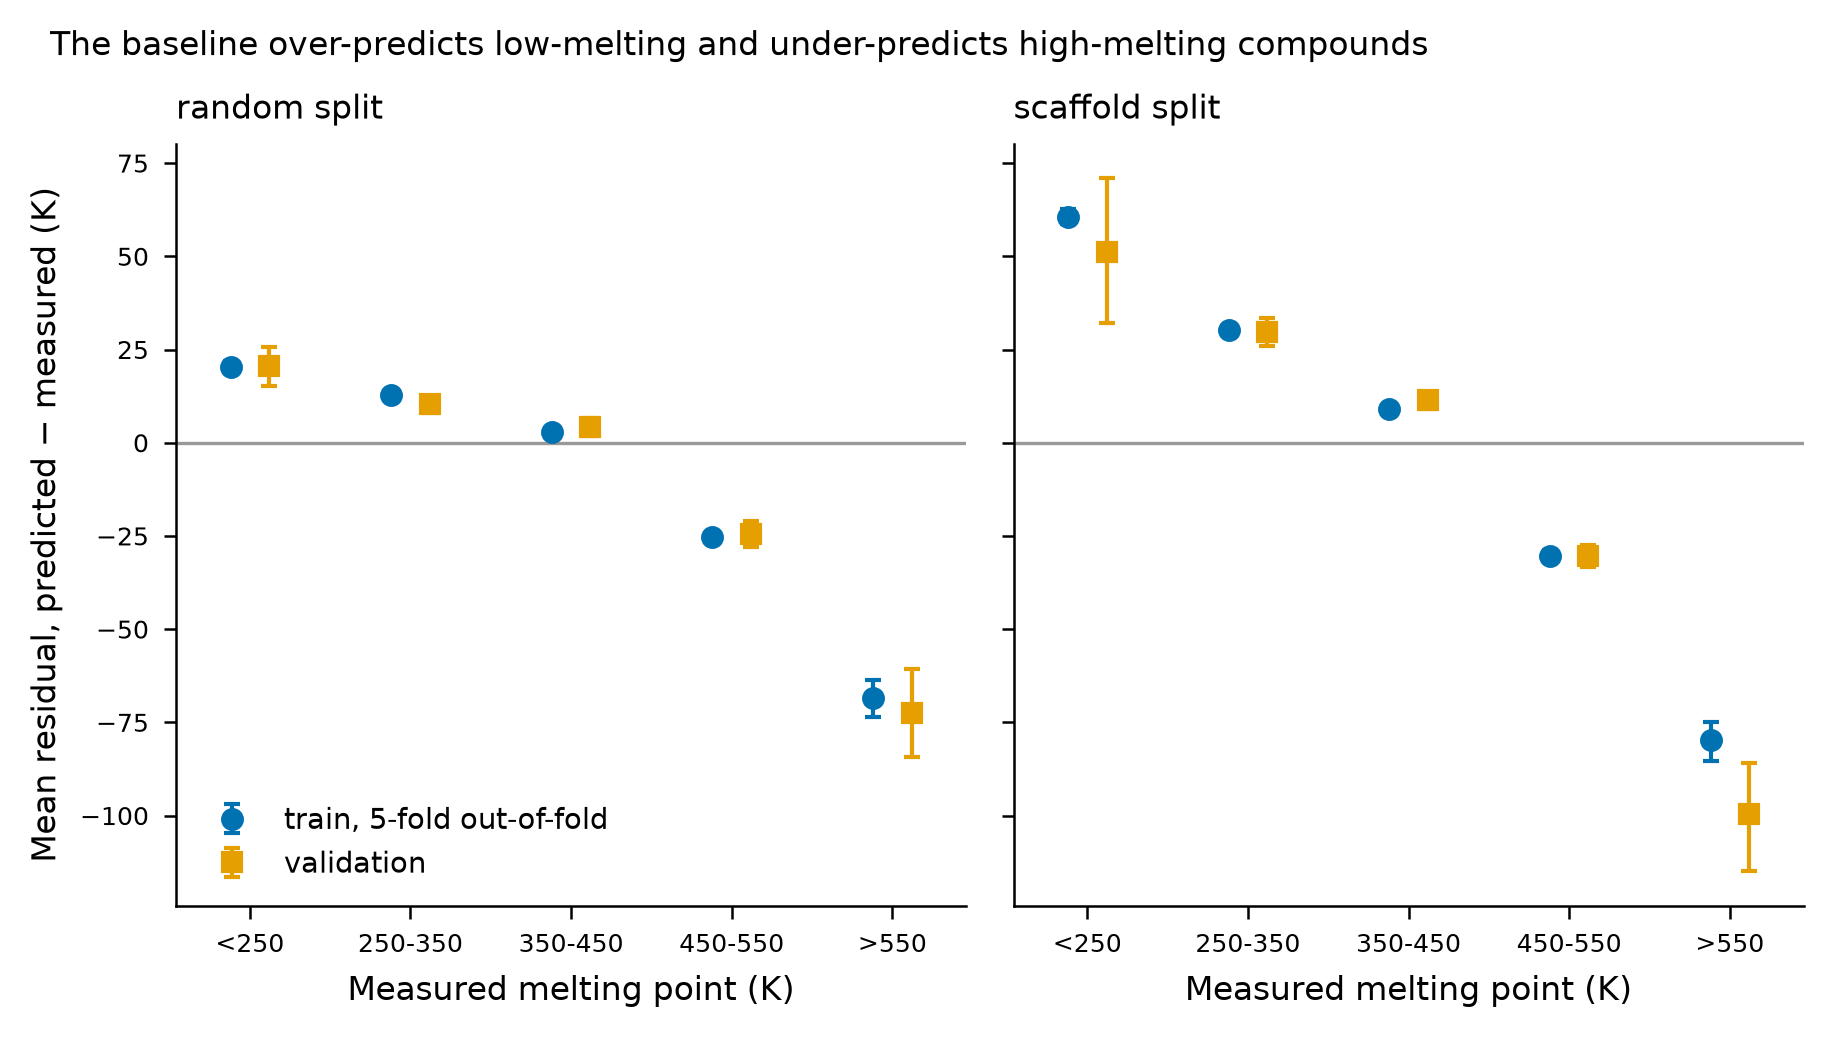 The baseline over-predicts low-melting and under-predicts high-melting compounds
random split
scaffold split
Mean residual, predicted − measured (K)
75
50
25
0
−25
−50
−75
−100
train, 5-fold out-of-fold
validation
<250
250-350
350-450
450-550
>550
<250
250-350
350-450
450-550
>550
Measured melting point (K)
Measured melting point (K)